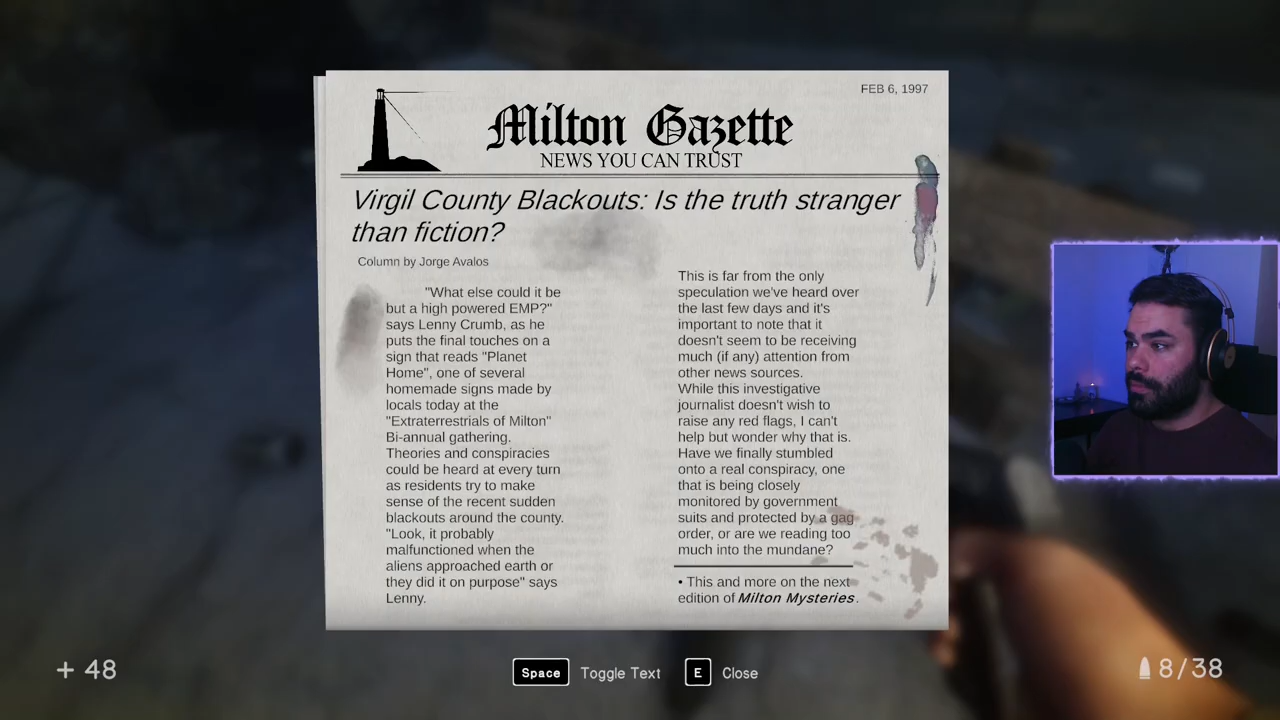 FEB 6, 1997
Milton Gazette
NEWS YOU CAN TRUST
Virgil County Blackouts: Is the truth stranger
than fiction?
Column by Jorge Avalos
"What else could it be
but a high powered EMP?"
says Lenny Crumb, as he
puts the final touches on a
sign that reads "Planet
Home", one of several
homemade signs made by
locals today at the
"Extraterrestrials of Milton"
Bi-annual gathering.
Theories and conspiracies
could be heard at every turn
as residents try to make
sense of the recent sudden
blackouts around the county.
"Look, it probably
malfunctioned when the
aliens approached earth or
they did it on purpose" says
Lenny.
This is far from the only
speculation we've heard over
the last few days and it's
important to note that it
doesn't seem to be receiving
much (if any) attention from
other news sources.
While this investigative
journalist doesn't wish to
raise any red flags, I can't
help but wonder why that is.
Have we finally stumbled
onto a real conspiracy, one
that is being closely
monitored by government
suits and protected by a gag
order, or are we reading too
much into the mundane?
• This and more on the next
edition of Milton Mysteries.
+ 48
Space Toggle Text E Close
8/38